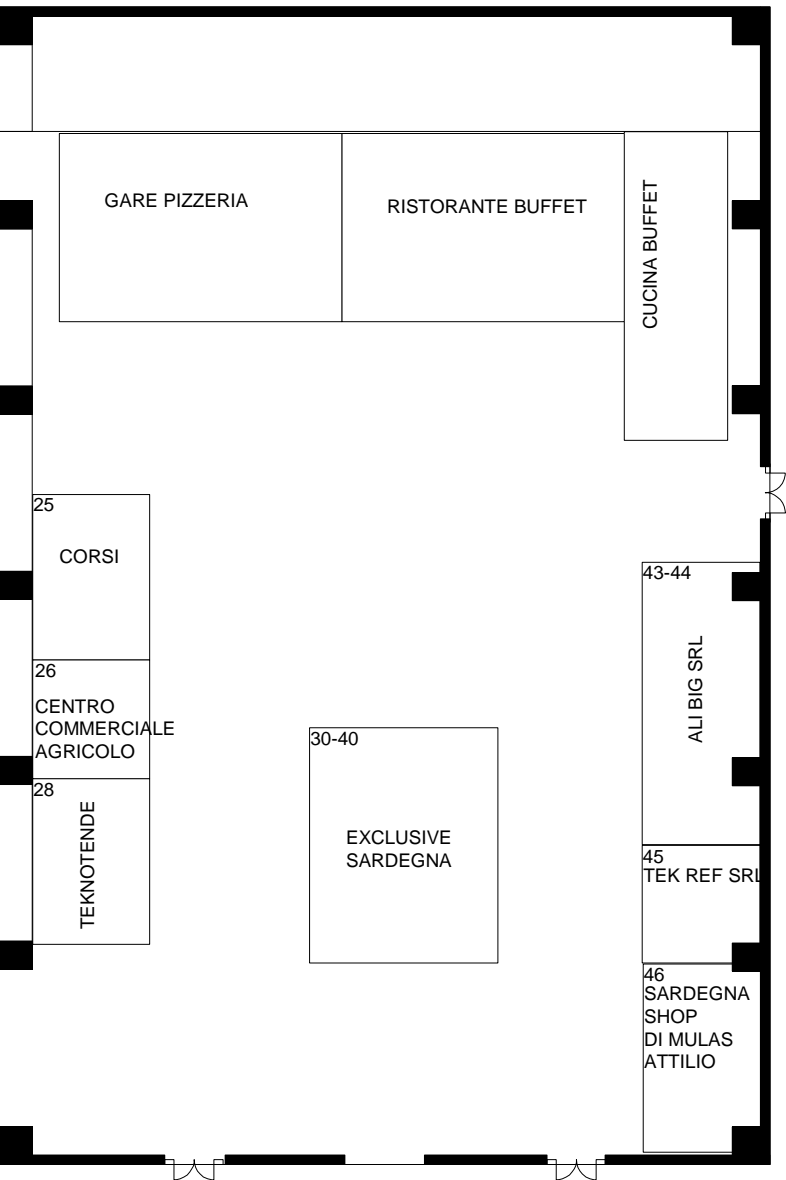 GARE PIZZERIA
RISTORANTE BUFFET
CUCINA BUFFET
25
CORSI
26
CENTRO
COMMERCIALE
AGRICOLO
28
TEKNOTENDE
30-40
EXCLUSIVE
SARDEGNA
43-44
ALI BIG SRL
45
TEK REF SRL
46
SARDEGNA
SHOP
DI MULAS
ATTILIO